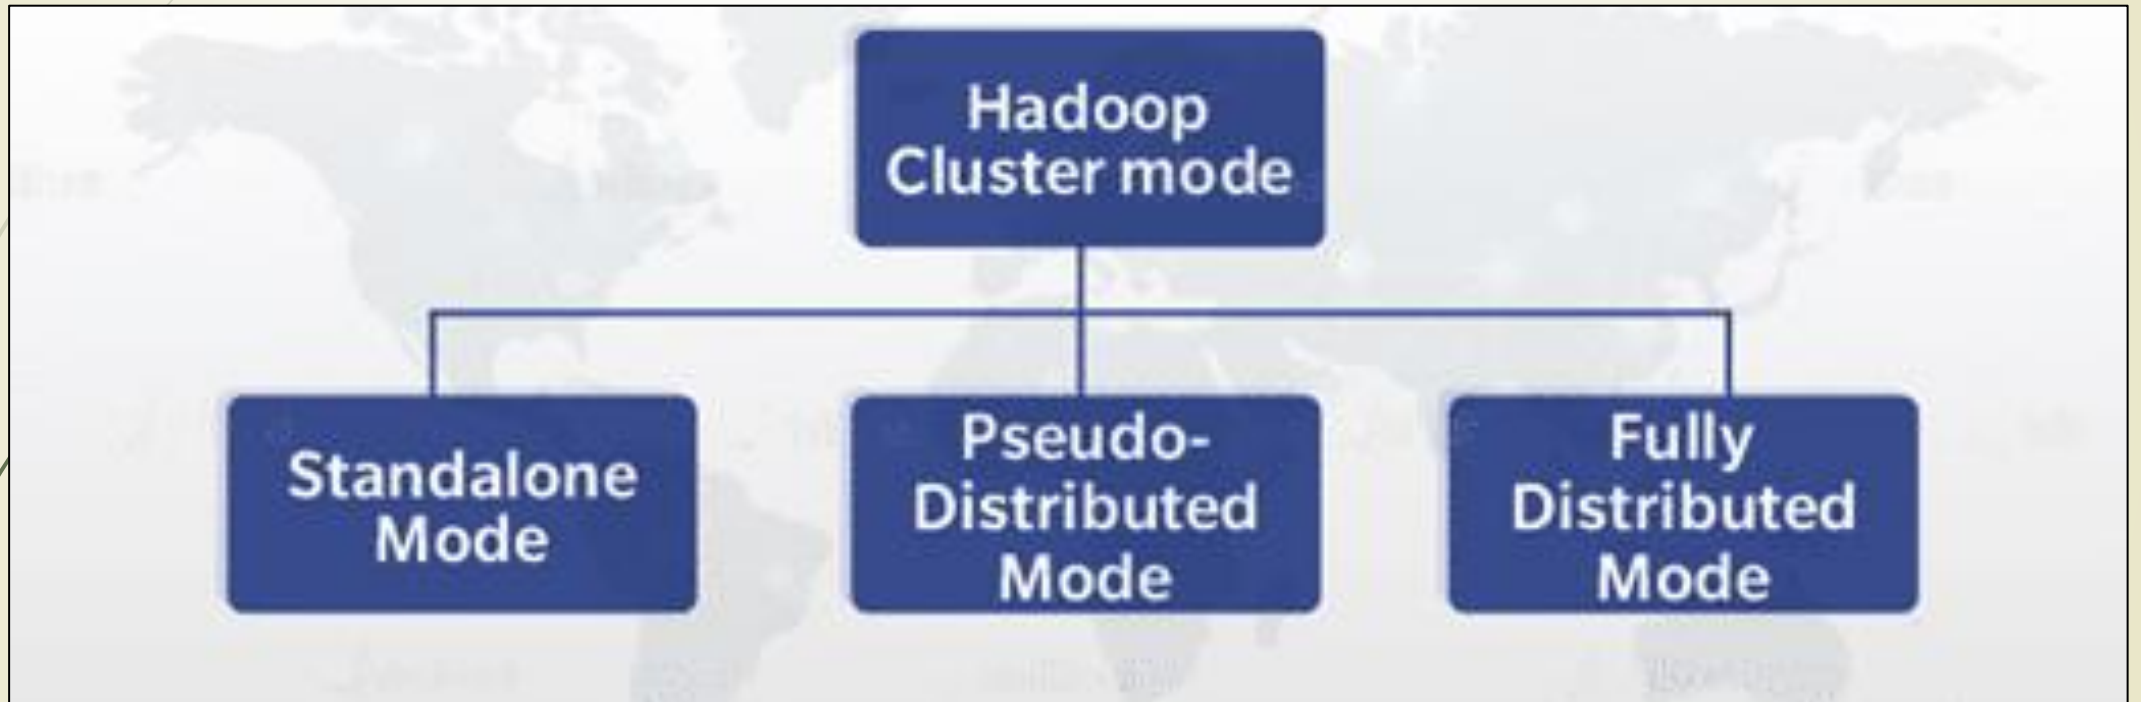 Hadoop
Cluster mode
Standalone
Mode
Pseudo-
Distributed
Mode
Fully
Distributed
Mode